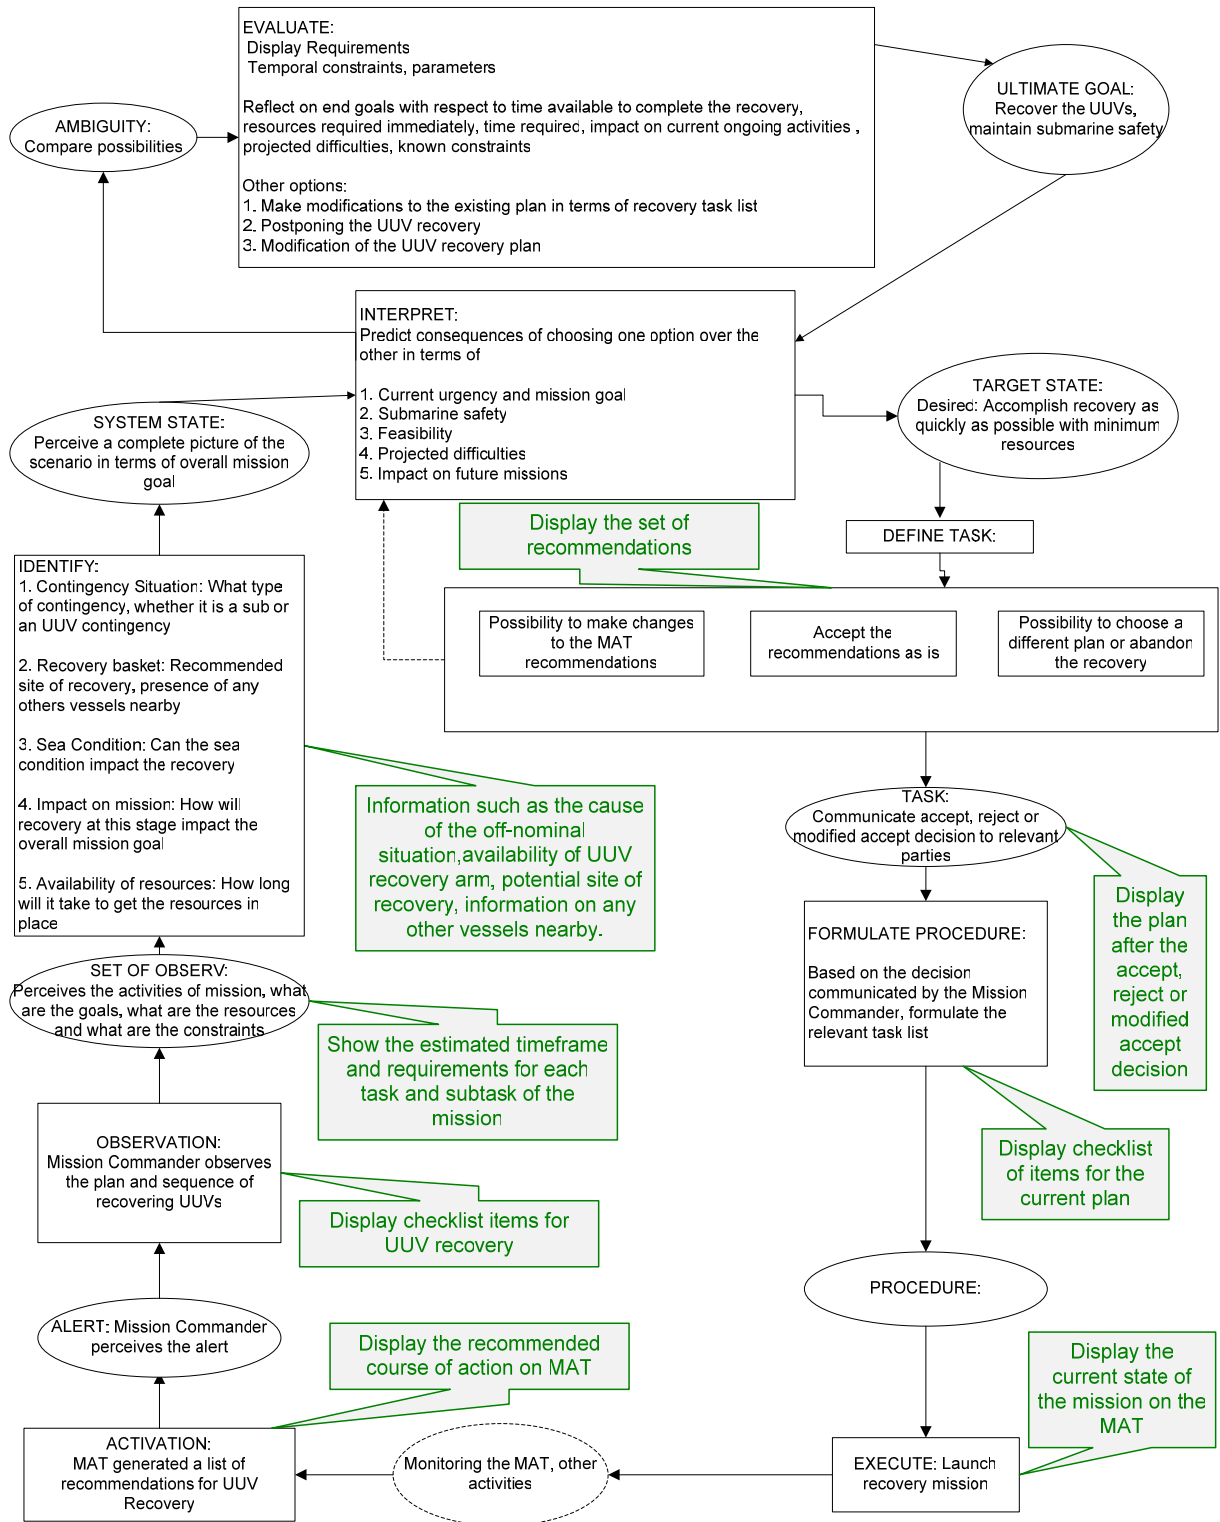 EVALUATE:
Display Requirements
Temporal constraints, parameters
Reflect on end goals with respect to time available to complete the recovery,
resources required immediately, time required, impact on current ongoing activities ,
projected difficulties, known constraints
Other options:
1. Make modifications to the existing plan in terms of recovery task list
2. Postponing the UUV recovery
3. Modification of the UUV recovery plan
AMBIGUITY:
Compare possibilities
ULTIMATE GOAL:
Recover the UUVs,
maintain submarine safety
INTERPRET:
Predict consequences of choosing one option over the
other in terms of
1. Current urgency and mission goal
2. Submarine safety
3. Feasibility
4. Projected difficulties
5. Impact on future missions
TARGET STATE:
Desired: Accomplish recovery as
quickly as possible with minimum
resources
SYSTEM STATE:
Perceive a complete picture of the
scenario in terms of overall mission
goal
Display the set of
recommendations
DEFINE TASK:
IDENTIFY:
1. Contingency Situation: What type
of contingency, whether it is a sub or
an UUV contingency
2. Recovery basket: Recommended
site of recovery, presence of any
others vessels nearby
3. Sea Condition: Can the sea
condition impact the recovery
4. Impact on mission: How will
recovery at this stage impact the
overall mission goal
5. Availability of resources: How long
will it take to get the resources in
place
Possibility to make changes
to the MAT
recommendations
Accept the
recommendations as is
Possibility to choose a
different plan or abandon
the recovery
Information such as the cause
of the off-nominal
situation,availability of UUV
recovery arm, potential site of
recovery, information on any
other vessels nearby.
TASK:
Communicate accept, reject or
modified accept decision to relevant
parties
Display
the plan
after the
accept,
reject or
modified
accept
decision
FORMULATE PROCEDURE:
Based on the decision
communicated by the Mission
Commander, formulate the
relevant task list
SET OF OBSERV:
Perceives the activities of mission, what
are the goals, what are the resources
and what are the constraints
Show the estimated timeframe
and requirements for each
task and subtask of the
mission
OBSERVATION:
Mission Commander observes
the plan and sequence of
recovering UUVs
Display checklist items for
UUV recovery
Display checklist
of items for the
current plan
PROCEDURE:
ALERT: Mission Commander
perceives the alert
Display the recommended
course of action on MAT
Display the
current state of
the mission on the
MAT
ACTIVATION:
MAT generated a list of
recommendations for UUV
Recovery
Monitoring the MAT, other
activities
EXECUTE: Launch
recovery mission